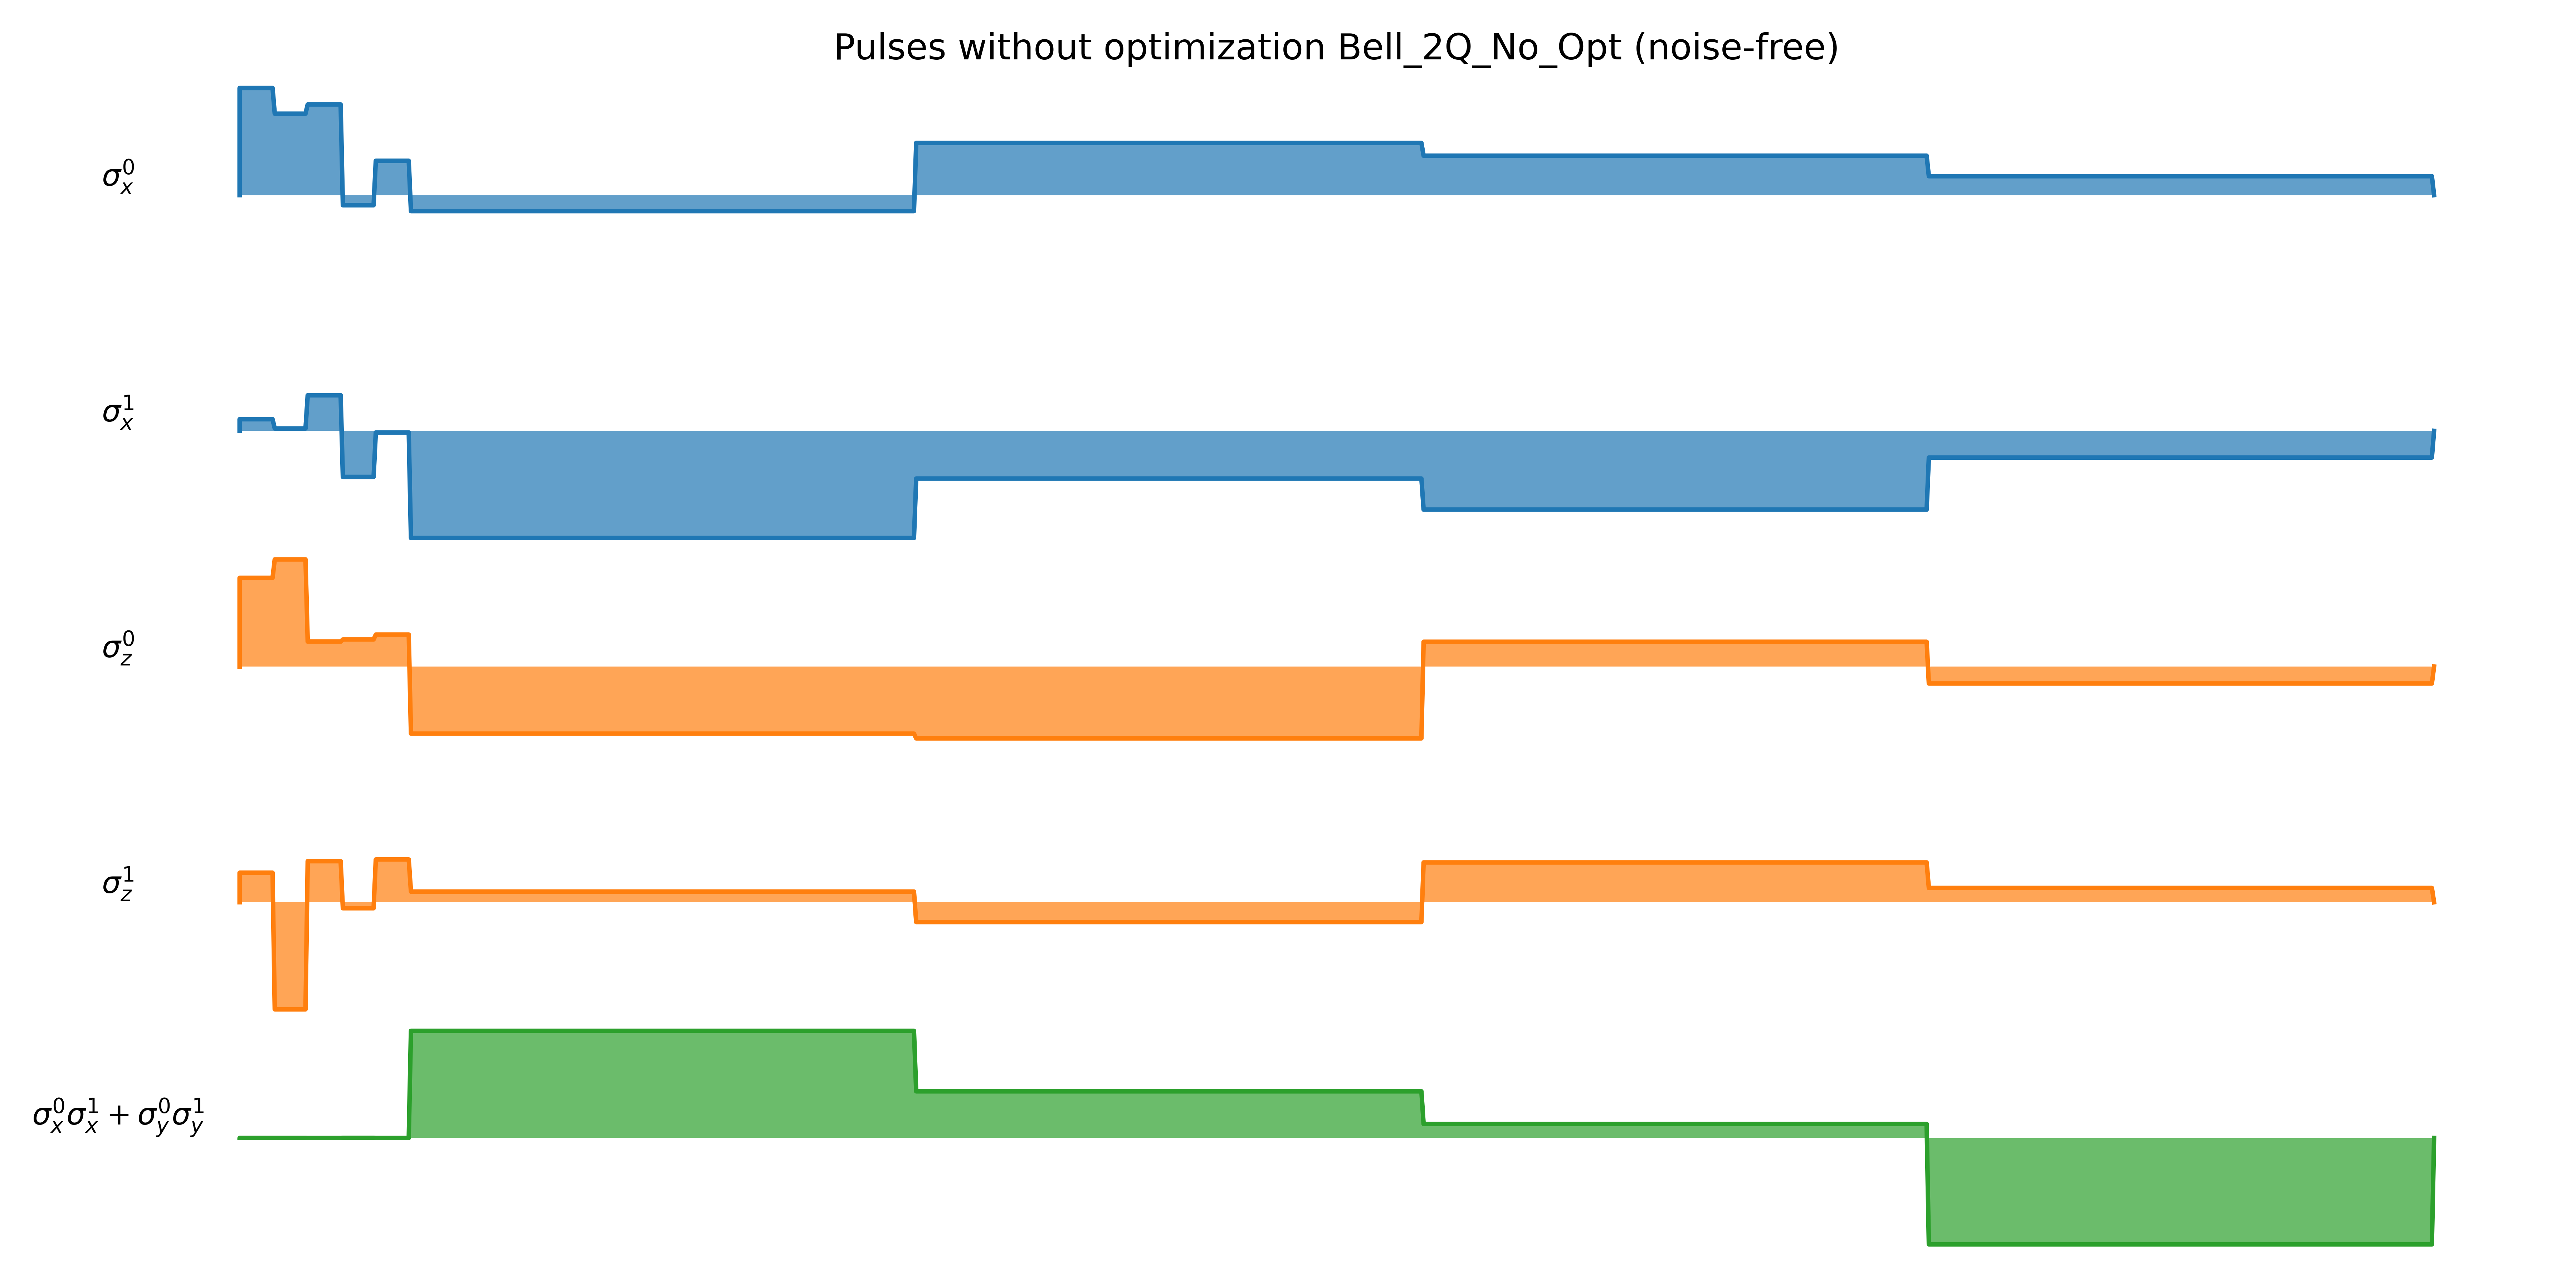 Pulses without optimization Bell_2Q_No_Opt (noise-free)
σ_x^0
σ_x^1
σ_z^0
σ_z^1
σ_x^0σ_x^1 + σ_y^0σ_y^1